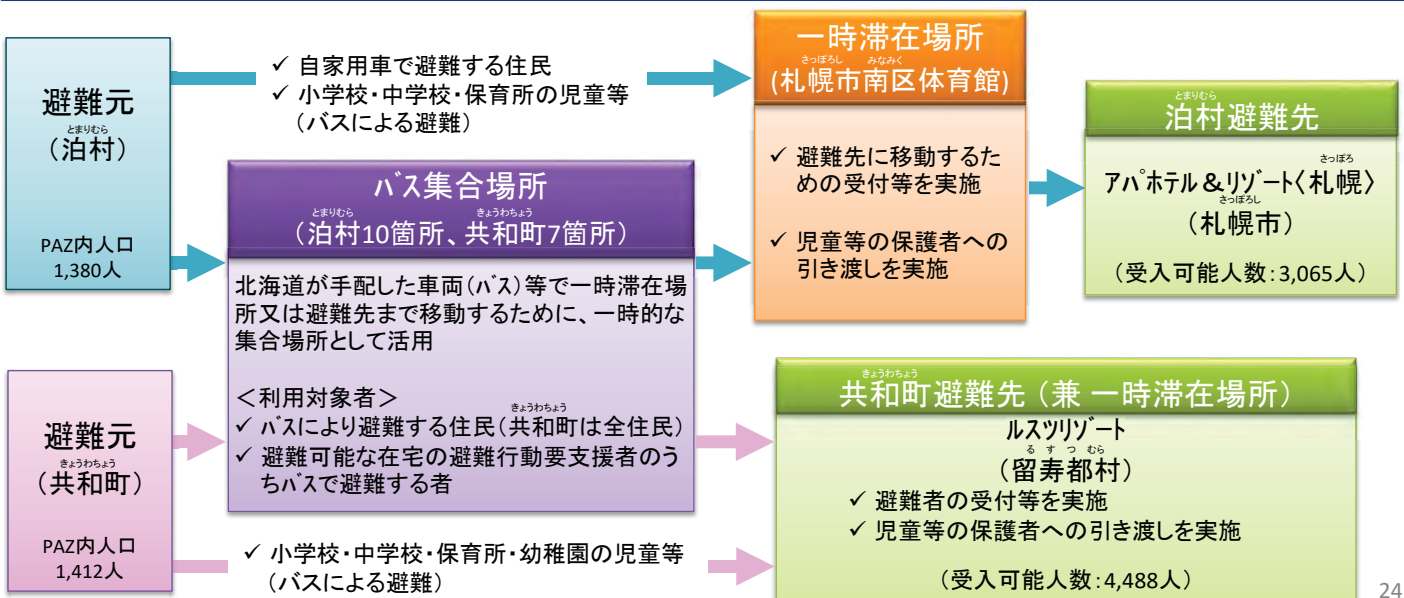 避難元
とまりむら
（泊村）
PAZ内人口
1,380人
✓ 自家用車で避難する住民
✓ 小学校・中学校・保育所の児童等
（バスによる避難）
バス集合場所
とまりむら きょうわちょう
（泊村10箇所、共和町7箇所）
北海道が手配した車両（バス）等で一時滞在場
所又は避難先まで移動するために、一時的な
集合場所として活用
＜利用対象者＞
きょうわちょう
✓ バスにより避難する住民（共和町は全住民）
✓ 避難可能な在宅の避難行動要支援者のう
ちバスで避難する者
一時滞在場所
さっぽろし みなみく
(札幌市南区体育館)
✓ 避難先に移動するた
めの受付等を実施
✓ 児童等の保護者への
引き渡しを実施
とまりむら
泊村避難先
さっぽろ
アパホテル＆リゾート〈札幌〉
さっぽろし
（札幌市）
（受入可能人数：3,065人）
避難元
きょうわちょう
（共和町）
PAZ内人口
1,412人
✓ 小学校・中学校・保育所・幼稚園の児童等
（バスによる避難）
きょうわちょう
共和町避難先（兼 一時滞在場所）
ルスツリゾート
る す つ むら
（留寿都村）
✓ 避難者の受付等を実施
✓ 児童等の保護者への引き渡しを実施
（受入可能人数：4,488人）
24